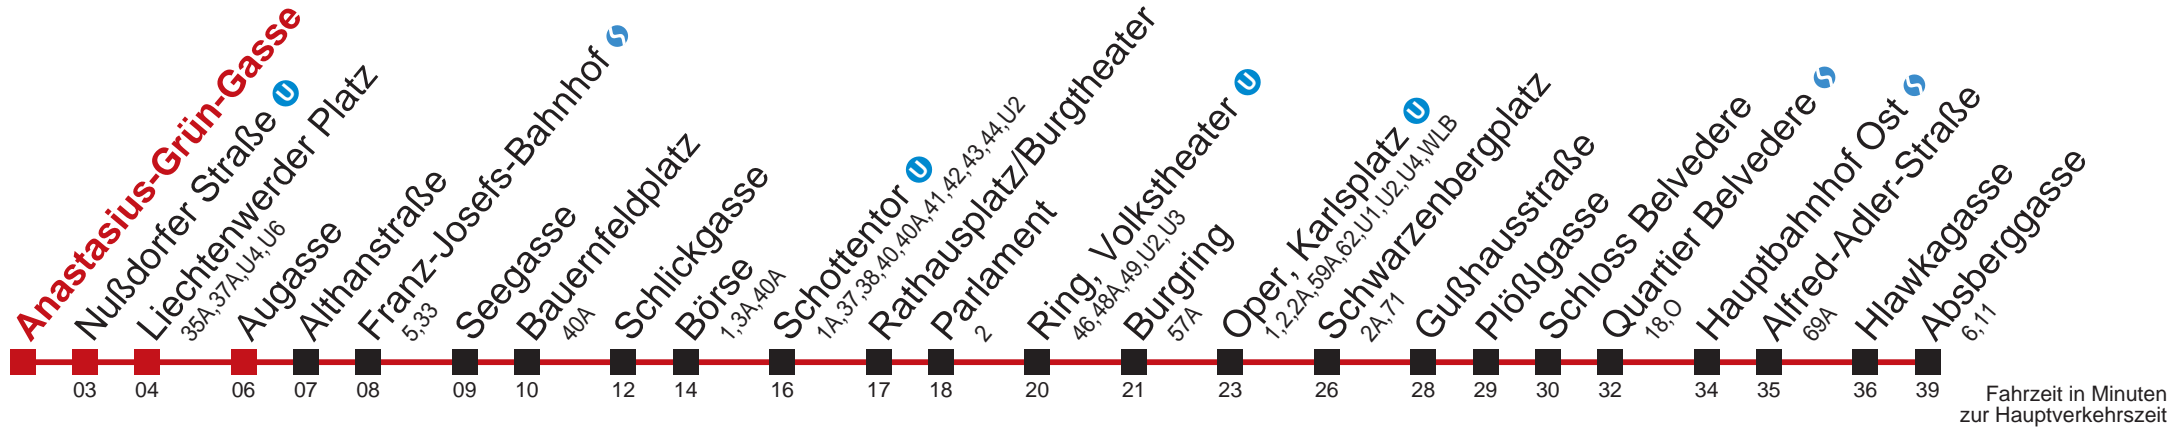 Anastasius-Grün-Gasse
Nußdorfer Straße U
Liechtenwerder Platz
35A,37A,U4,U6
Augasse
Althanstraße
Franz-Josefs-Bahnhof S
5,33
Seegasse
Bauernfeldplatz
40A
Schlickgasse
Börse
1,3A,40A
Schottentor U
1A,37,38,40,40A,41,42,43,44,U2
Rathausplatz/Burgtheater
Parlament
2
Ring, Volkstheater U
46,48A,49,U2,U3
Burgring
57A
Oper, Karlsplatz U
1,2,2A,59A,62,U1,U2,U4,WLB
Schwarzenbergplatz
2A,71
Gußhausstraße
Plößlgasse
Schloss Belvedere
Quartier Belvedere S
18,O
Hauptbahnhof Ost S
Alfred-Adler-Straße
69A
Hlawkagasse
Absberggasse
6,11
03 04 06 07 08 09 10 12 14 16 17 18 20 21 23 26 28 29 30 32 34 35 36 39
Fahrzeit in Minuten
zur Hauptverkehrszeit